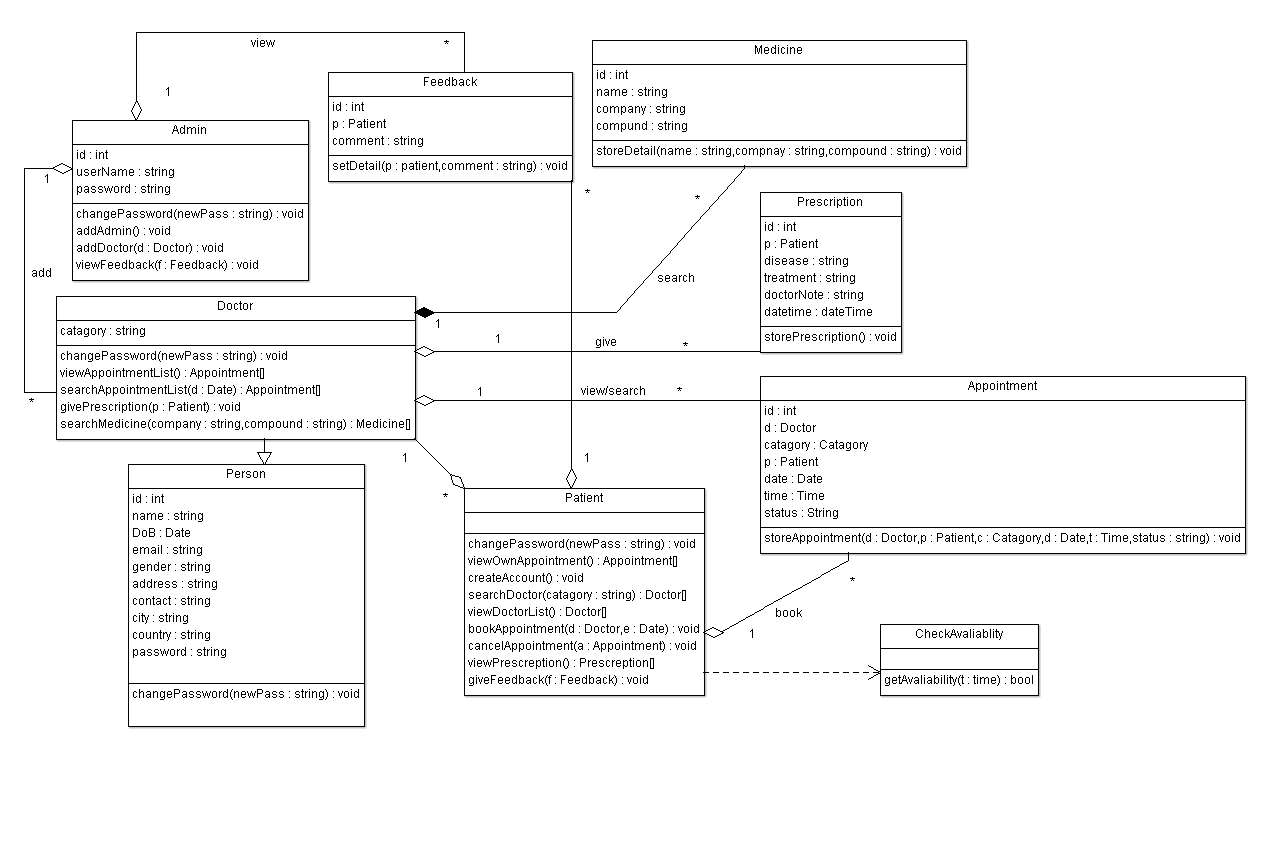 view
*
1
Feedback
id : int
p : Patient
comment : string
setDetail(p : patient,comment : string) : void
*
Medicine
id : int
name : string
company : string
compund : string
storeDetail(name : string,compnay : string,compound : string) : void
*
search
Admin
id : int
userName : string
password : string
changePassword(newPass : string) : void
addAdmin() : void
addDoctor(d : Doctor) : void
viewFeedback(f : Feedback) : void
1
add
*
Prescription
id : int
p : Patient
disease : string
treatment : string
doctorNote : string
datetime : dateTime
storePrescription() : void
Doctor
catagory : string
changePassword(newPass : string) : void
viewAppointmentList() : Appointment[]
searchAppointmentList(d : Date) : Appointment[]
givePrescription(p : Patient) : void
searchMedicine(company : string,compound : string) : Medicine[]
1
1
give
*
1
view/search
*
Appointment
id : int
d : Doctor
catagory : Catagory
p : Patient
date : Date
time : Time
status : String
storeAppointment(d : Doctor,p : Patient,c : Catagory,d : Date,t : Time,status : string) : void
1
*
1
Person
id : int
name : string
DoB : Date
email : string
gender : string
address : string
contact : string
city : string
country : string
password : string
changePassword(newPass : string) : void
Patient
changePassword(newPass : string) : void
viewOwnAppointment() : Appointment[]
createAccount() : void
searchDoctor(catagory : string) : Doctor[]
viewDoctorList() : Doctor[]
bookAppointment(d : Doctor,e : Date) : void
cancelAppointment(a : Appointment) : void
viewPrescreption() : Prescreption[]
giveFeedback(f : Feedback) : void
*
book
1
CheckAvaliablity
getAvaliability(t : time) : bool